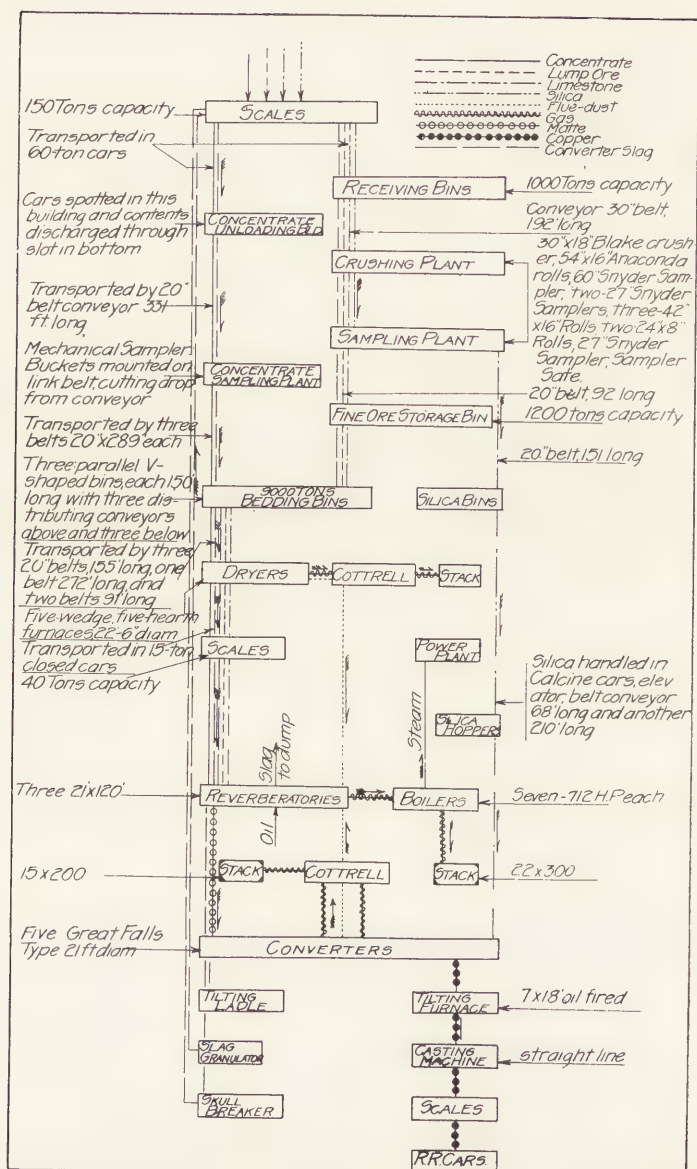 Concentrate
Lump Ore
Limestone
Silica
Flue-dust
Gas
Matte
Copper
Converter Slag
150 Tons capacity
SCALES
Transported in
60-ton cars
RECEIVING BINS
1000 Tons capacity
Cars spotted in this
building and contents
discharged through
slot in bottom
CONCENTRATE
UNLOADING BLD
Conveyor 30" belt,
192' long
CRUSHING PLANT
30"x18" Blake crush-
er, 54"x16" Anaconda
rolls, 60" Snyder Sam-
pler, two-27" Snyder
Samplers, three-42"
x16" Rolls, two-24"x8"
Rolls, 27" Snyder
Sampler, Sampler
Safe.
Transported by 20"
belt conveyor 331
ft long,
SAMPLING PLANT
Mechanical Sampler.
Buckets mounted on
link belt, cutting drop
from conveyor
CONCENTRATE
SAMPLING PLANT
20" belt, 92 long
FINE ORE STORAGE BIN
1200 tons capacity
Transported by three
belts 20"x289' each
20" belt, 151 long
Three parallel V-
shaped bins, each 150'
long with three dis-
tributing conveyors
above and three below
9000 TONS
BEDDING BINS
SILICA BINS
Transported by three
20" belts, 155' long, one
belt 272' long, and
two belts 91' long
DRYERS
COTTRELL
STACK
Five-wedge, five-hearth
furnaces, 22'-6" diam
Transported in 15-ton
closed cars
40 Tons capacity
SCALES
POWER
PLANT
Silica handled in
Calcine cars, elev
ator, belt conveyor
68' long and another
210' long
SILICA
HOPPER
Slag
to dump
Steam
Three 21'x120'
REVERBERATORIES
BOILERS
Seven-712 H.P. each
Oil
15 x 200
STACK
COTTRELL
STACK
22 x 300
Five Great Falls
Type 21 ft diam
CONVERTERS
TILTING
LADLE
TILTING
FURNACE
7 x 18' oil fired
SLAG
GRANULATOR
CASTING
MACHINE
straight line
SKULL
BREAKER
SCALES
R.R. CARS.